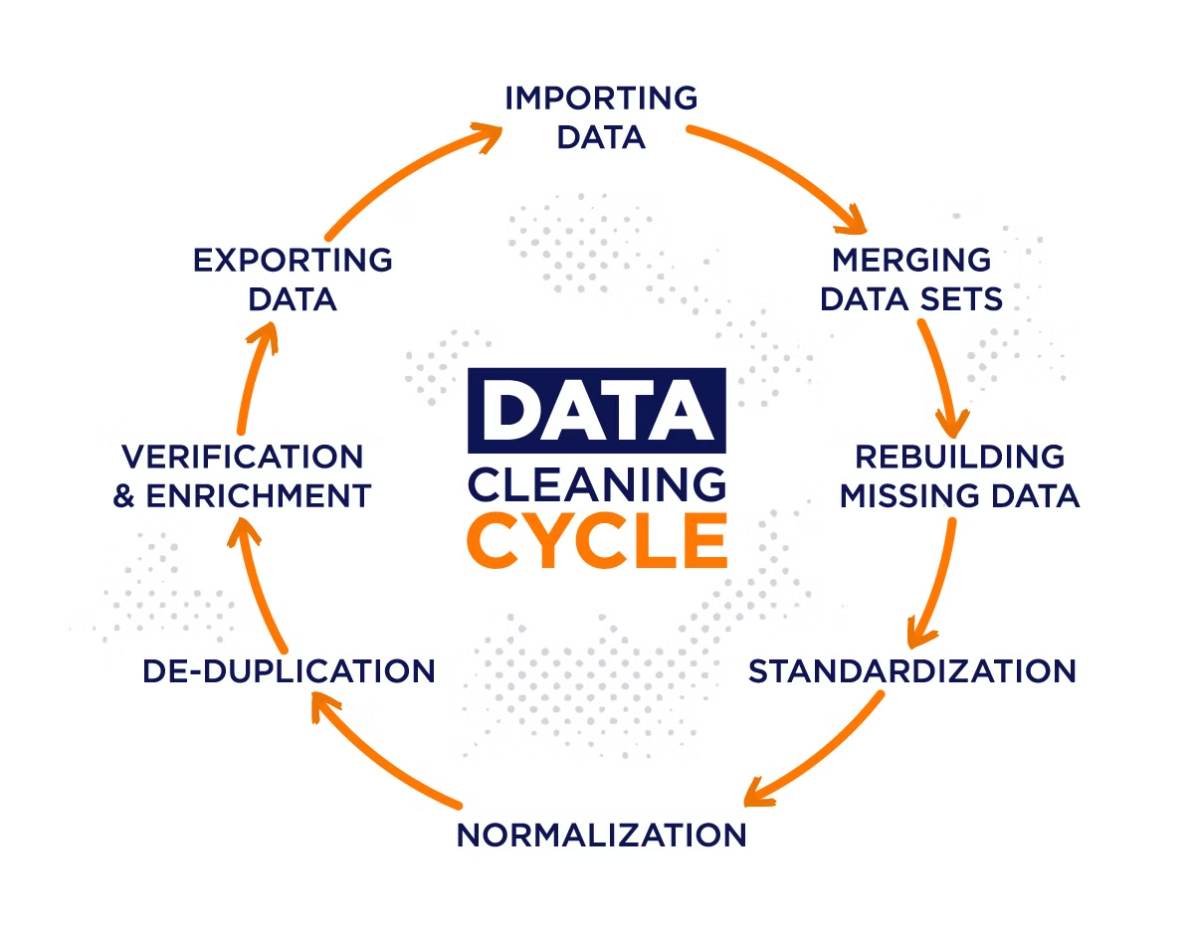 IMPORTING
DATA
MERGING
DATA SETS
REBUILDING
MISSING DATA
STANDARDIZATION
NORMALIZATION
DE-DUPLICATION
VERIFICATION
& ENRICHMENT
EXPORTING
DATA
DATA
CLEANING
CYCLE